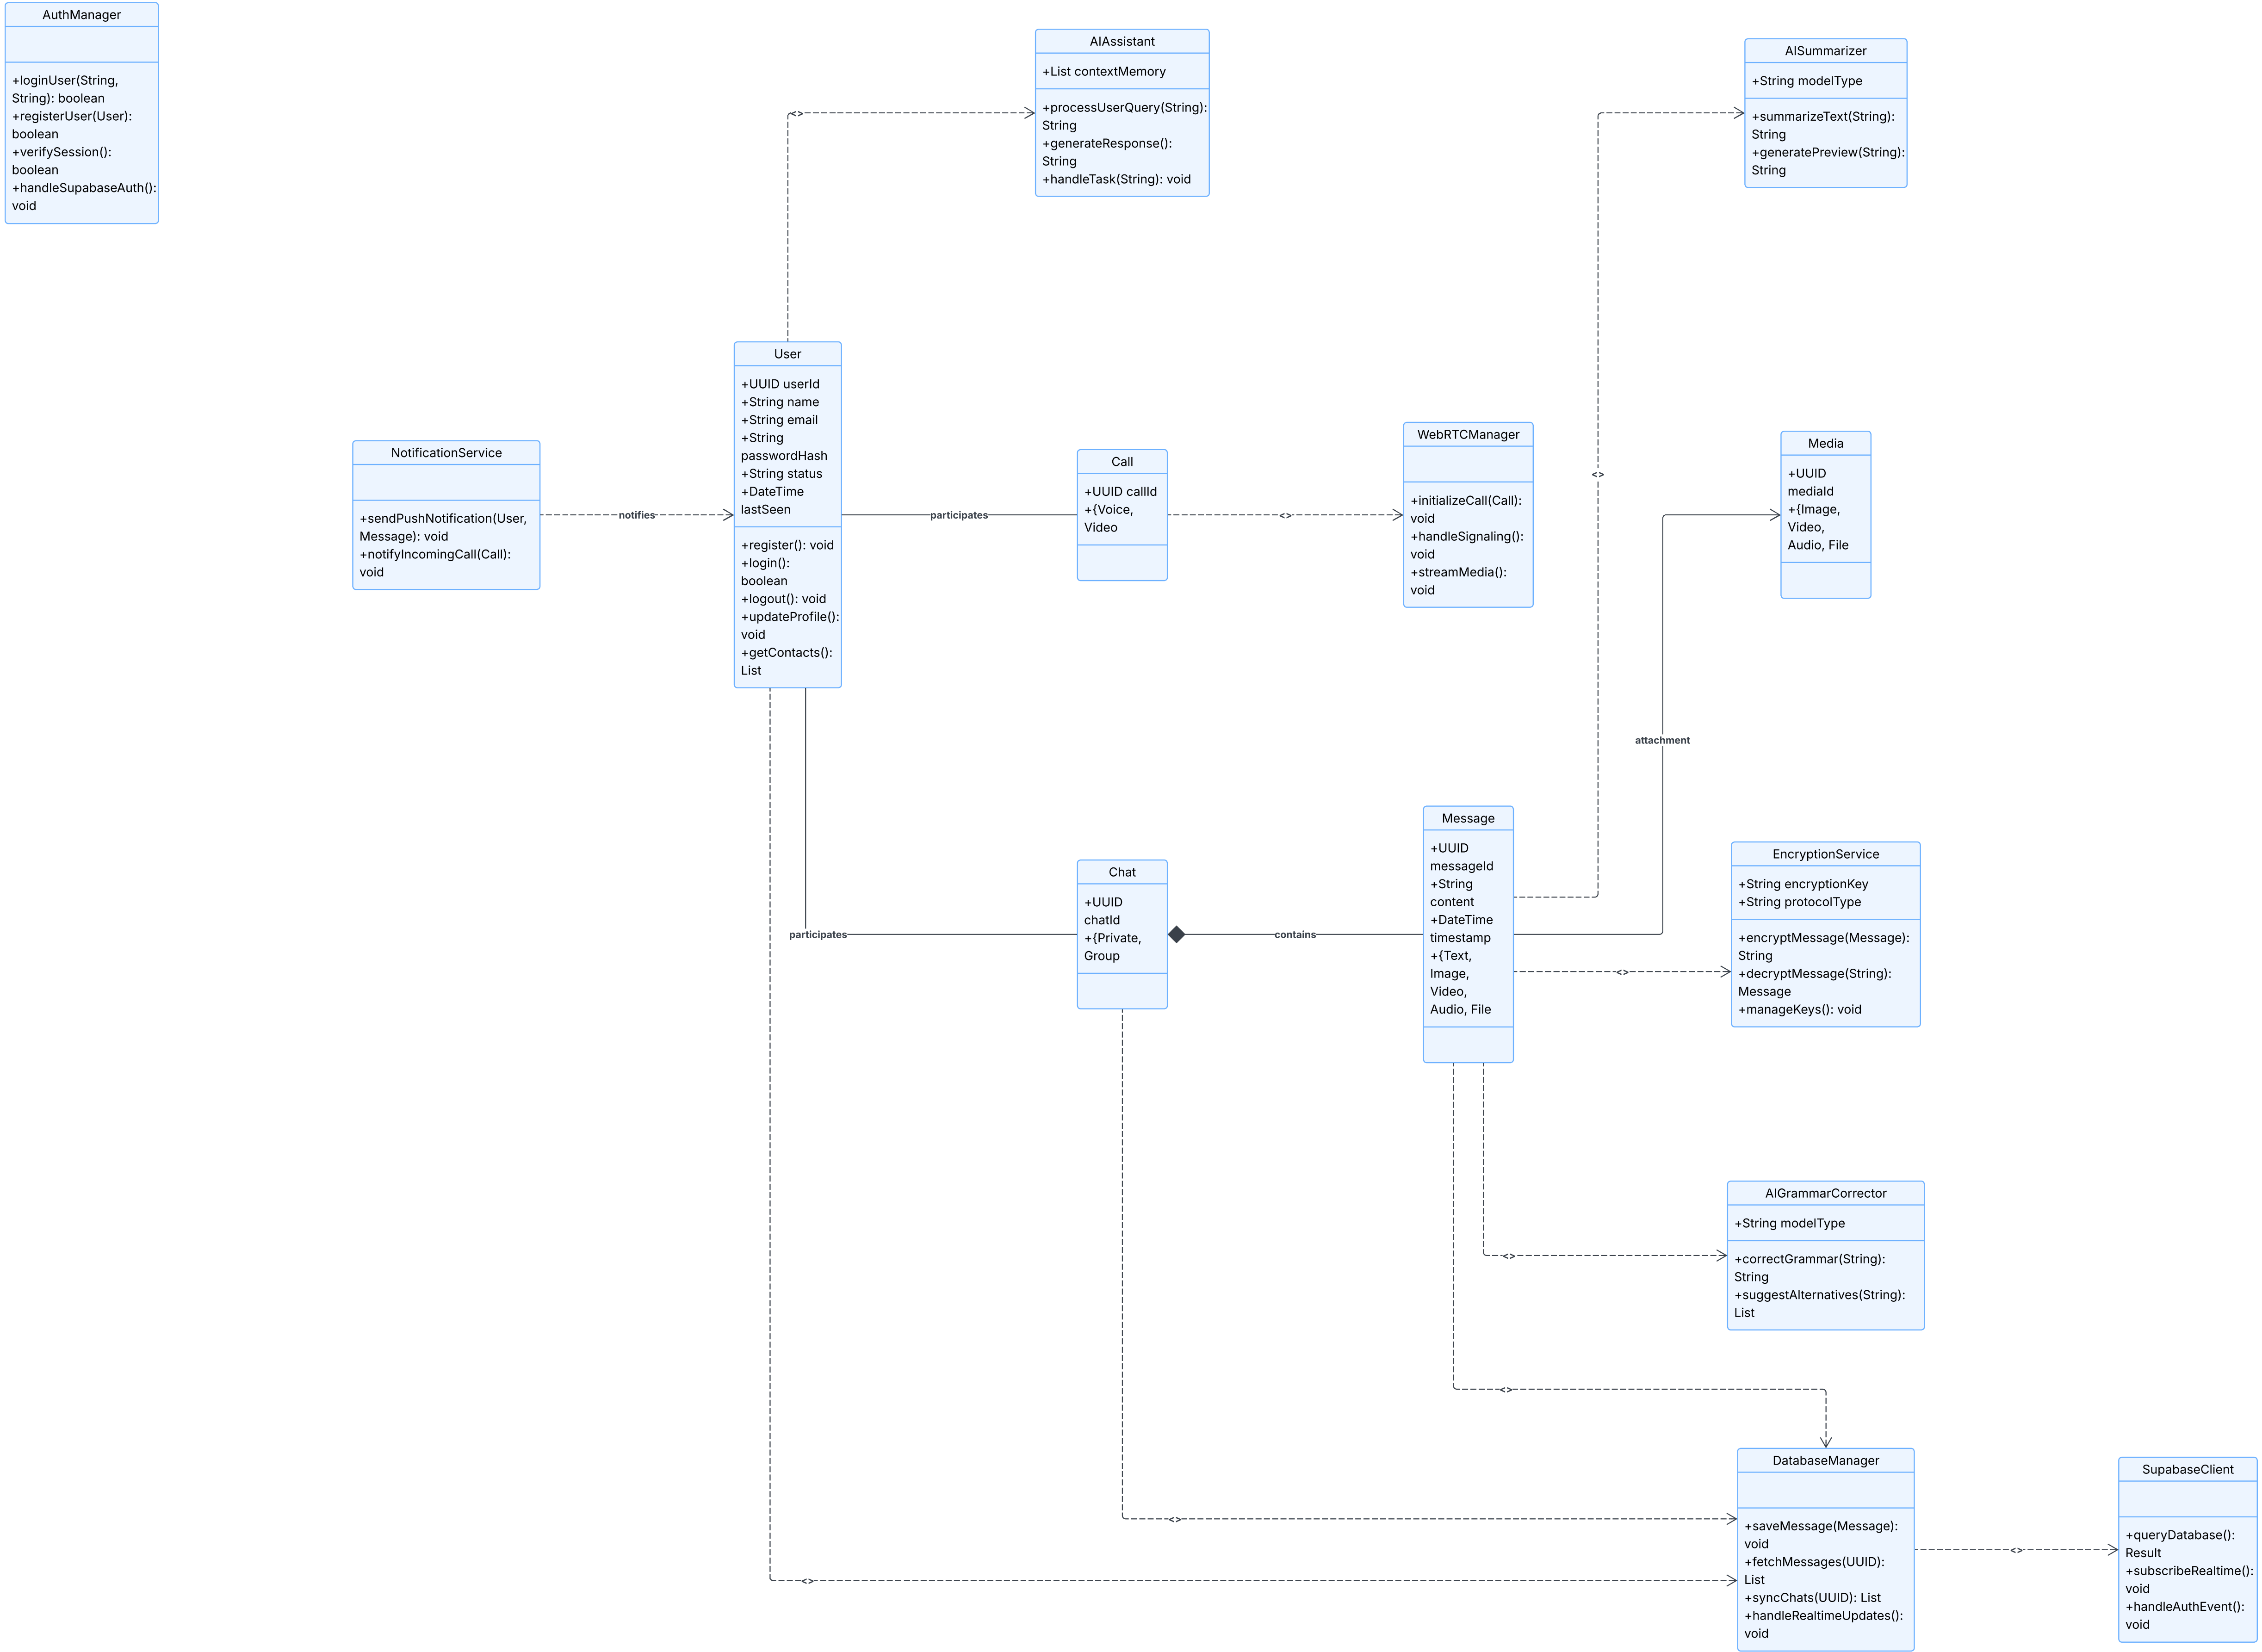 AuthManager
+loginUser(String,
String): boolean
+registerUser(User):
boolean
+verifySession():
boolean
+handleSupabaseAuth():
void
AIAssistant
+List contextMemory
+processUserQuery(String):
String
+generateResponse():
String
+handleTask(String): void
AISummarizer
+String modelType
+summarizeText(String):
String
+generatePreview(String):
String
<>
<>
User
+UUID userId
+String name
+String email
+String
passwordHash
+String status
+DateTime
lastSeen
+register(): void
+login():
boolean
+logout(): void
+updateProfile():
void
+getContacts():
List
NotificationService
+sendPushNotification(User,
Message): void
+notifyIncomingCall(Call):
void
notifies
participates
Call
+UUID callId
+{Voice,
Video
<>
WebRTCManager
+initializeCall(Call):
void
+handleSignaling():
void
+streamMedia():
void
Media
+UUID
mediaId
+{Image,
Video,
Audio, File
attachment
participates
Chat
+UUID
chatId
+{Private,
Group
contains
Message
+UUID
messageId
+String
content
+DateTime
timestamp
+{Text,
Image,
Video,
Audio, File
<>
EncryptionService
+String encryptionKey
+String protocolType
+encryptMessage(Message):
String
+decryptMessage(String):
Message
+manageKeys(): void
<>
AIGrammarCorrector
+String modelType
+correctGrammar(String):
String
+suggestAlternatives(String):
List
<>
<>
<>
DatabaseManager
+saveMessage(Message):
void
+fetchMessages(UUID):
List
+syncChats(UUID): List
+handleRealtimeUpdates():
void
<>
SupabaseClient
+queryDatabase():
Result
+subscribeRealtime():
void
+handleAuthEvent():
void